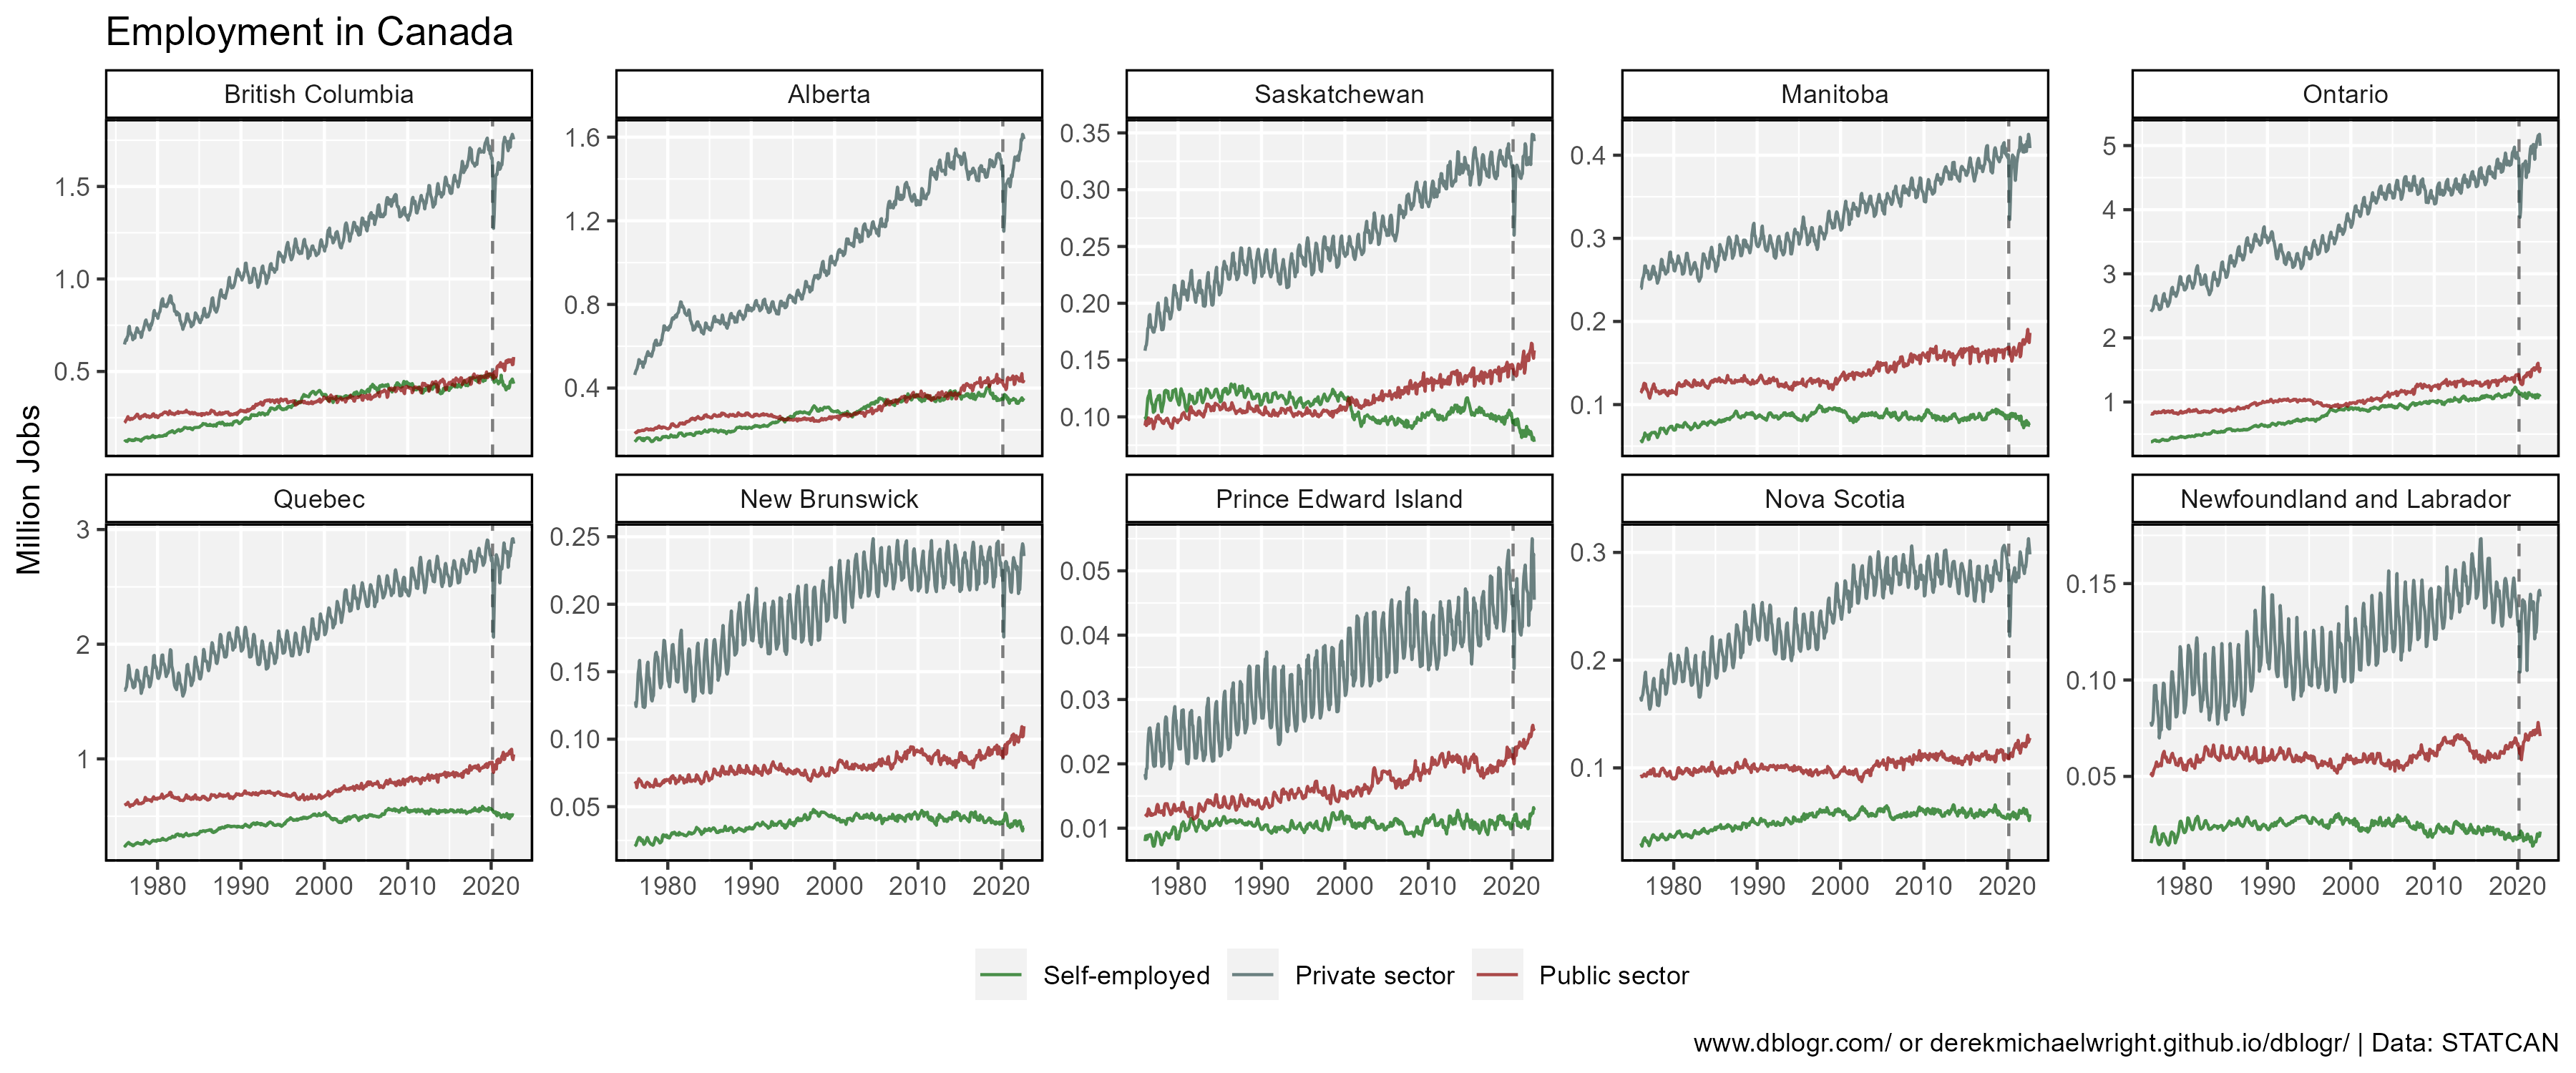 Employment in Canada
British Columbia
Alberta
Saskatchewan
Manitoba
Ontario
1.5
1.0
0.5
1.6
1.2
0.8
0.4
0.35
0.30
0.25
0.20
0.15
0.10
0.4
0.3
0.2
0.1
5
4
3
2
1
Million Jobs
Quebec
New Brunswick
Prince Edward Island
Nova Scotia
Newfoundland and Labrador
3
2
1
0.25
0.20
0.15
0.10
0.05
0.05
0.04
0.03
0.02
0.01
0.3
0.2
0.1
0.15
0.10
0.05
1980 1990 2000 2010 2020
1980 1990 2000 2010 2020
1980 1990 2000 2010 2020
1980 1990 2000 2010 2020
1980 1990 2000 2010 2020
Self-employed Private sector Public sector
www.dblogr.com/ or derekmichaelwright.github.io/dblogr/ | Data: STATCAN